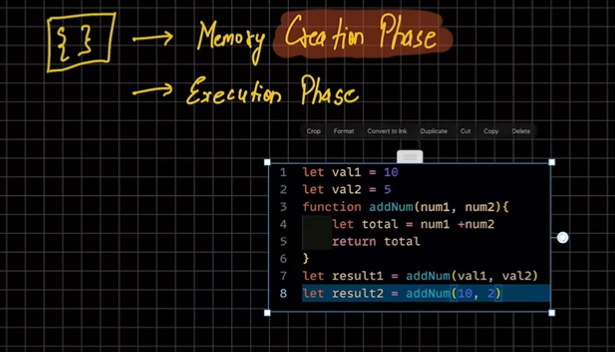 { } → Memory Creation Phase
→ Execution Phase
Crop Format Convert to Ink Duplicate Cut Copy Delete
1 let val1 = 10
2 let val2 = 5
3 function addNum(num1, num2){
4 let total = num1 +num2
5 return total
6 }
7 let result1 = addNum(val1, val2)
8 let result2 = addNum(10, 2)